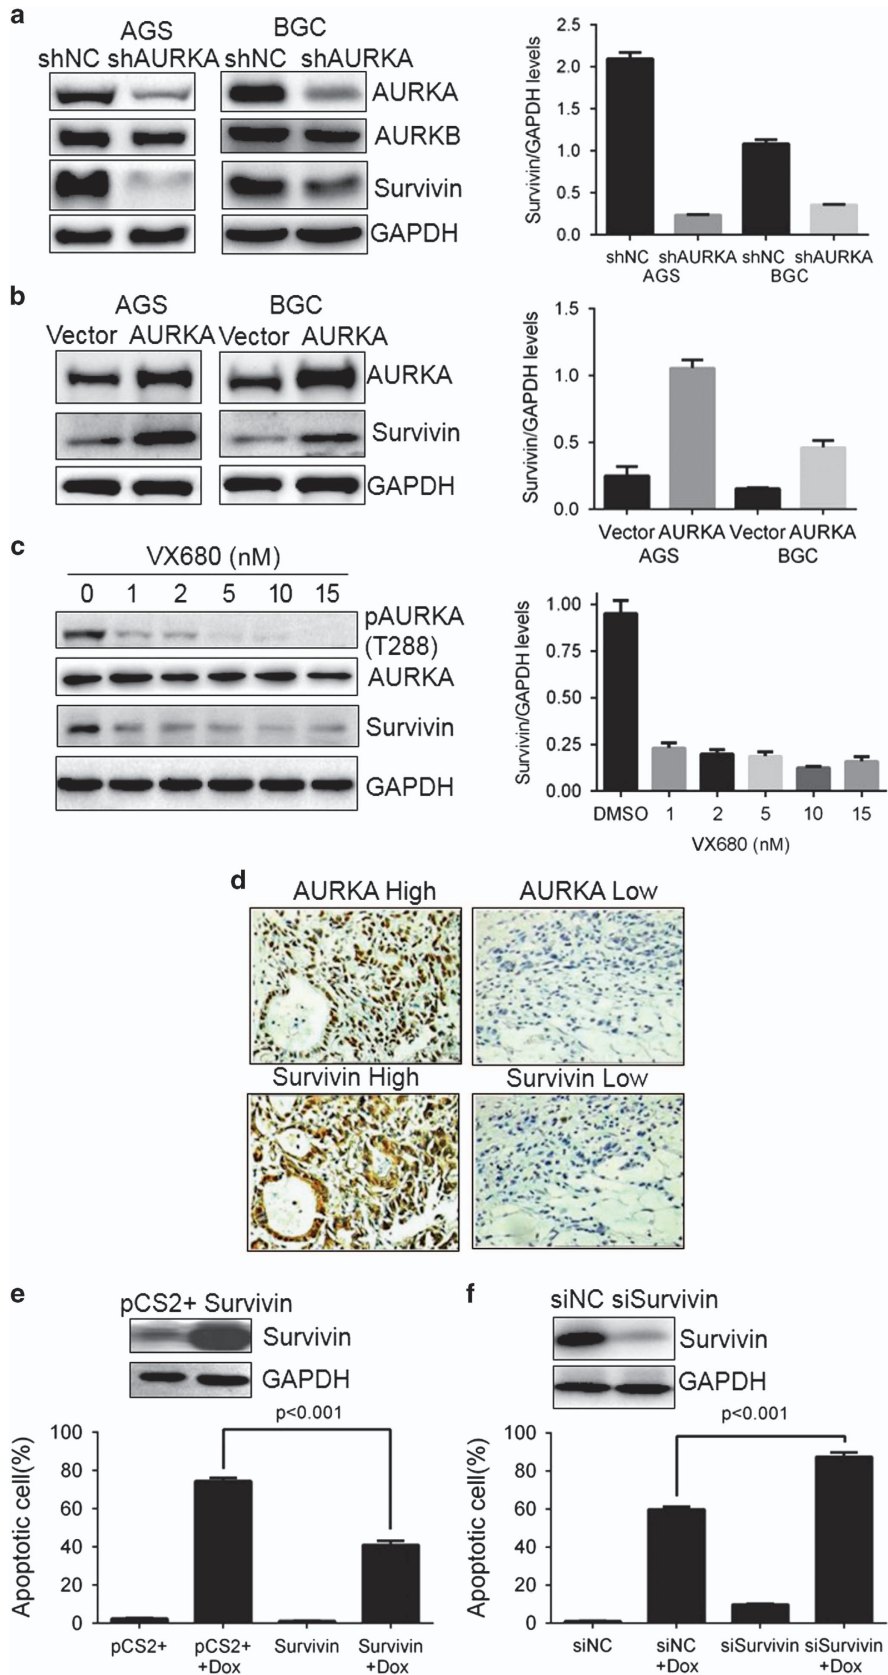 a
AGS
BGC
shNC shAURKA shNC shAURKA
AURKA
AURKB
Survivin
GAPDH
Survivin/GAPDH levels
2.5
2.0
1.5
1.0
0.5
0.0
shNC shAURKA shNC shAURKA
AGS BGC
b
AGS BGC
Vector AURKA Vector AURKA
AURKA
Survivin
GAPDH
Survivin/GAPDH levels
1.5
1.0
0.5
0.0
Vector AURKA Vector AURKA
AGS BGC
c
VX680 (nM)
0 1 2 5 10 15
pAURKA
(T288)
AURKA
Survivin
GAPDH
Survivin/GAPDH levels
1.00
0.75
0.50
0.25
0.00
DMSO 1 2 5 10 15
VX680 (nM)
d
AURKA High AURKA Low
Survivin High Survivin Low
e
pCS2+ Survivin
Survivin
GAPDH
p<0.001
Apoptotic cell(%)
100
80
60
40
20
0
pCS2+ pCS2+ Survivin Survivin
+Dox +Dox
f
siNC siSurvivin
Survivin
GAPDH
p<0.001
Apoptotic cell(%)
100
80
60
40
20
0
siNC siNC siSurvivin siSurvivin
+Dox +Dox